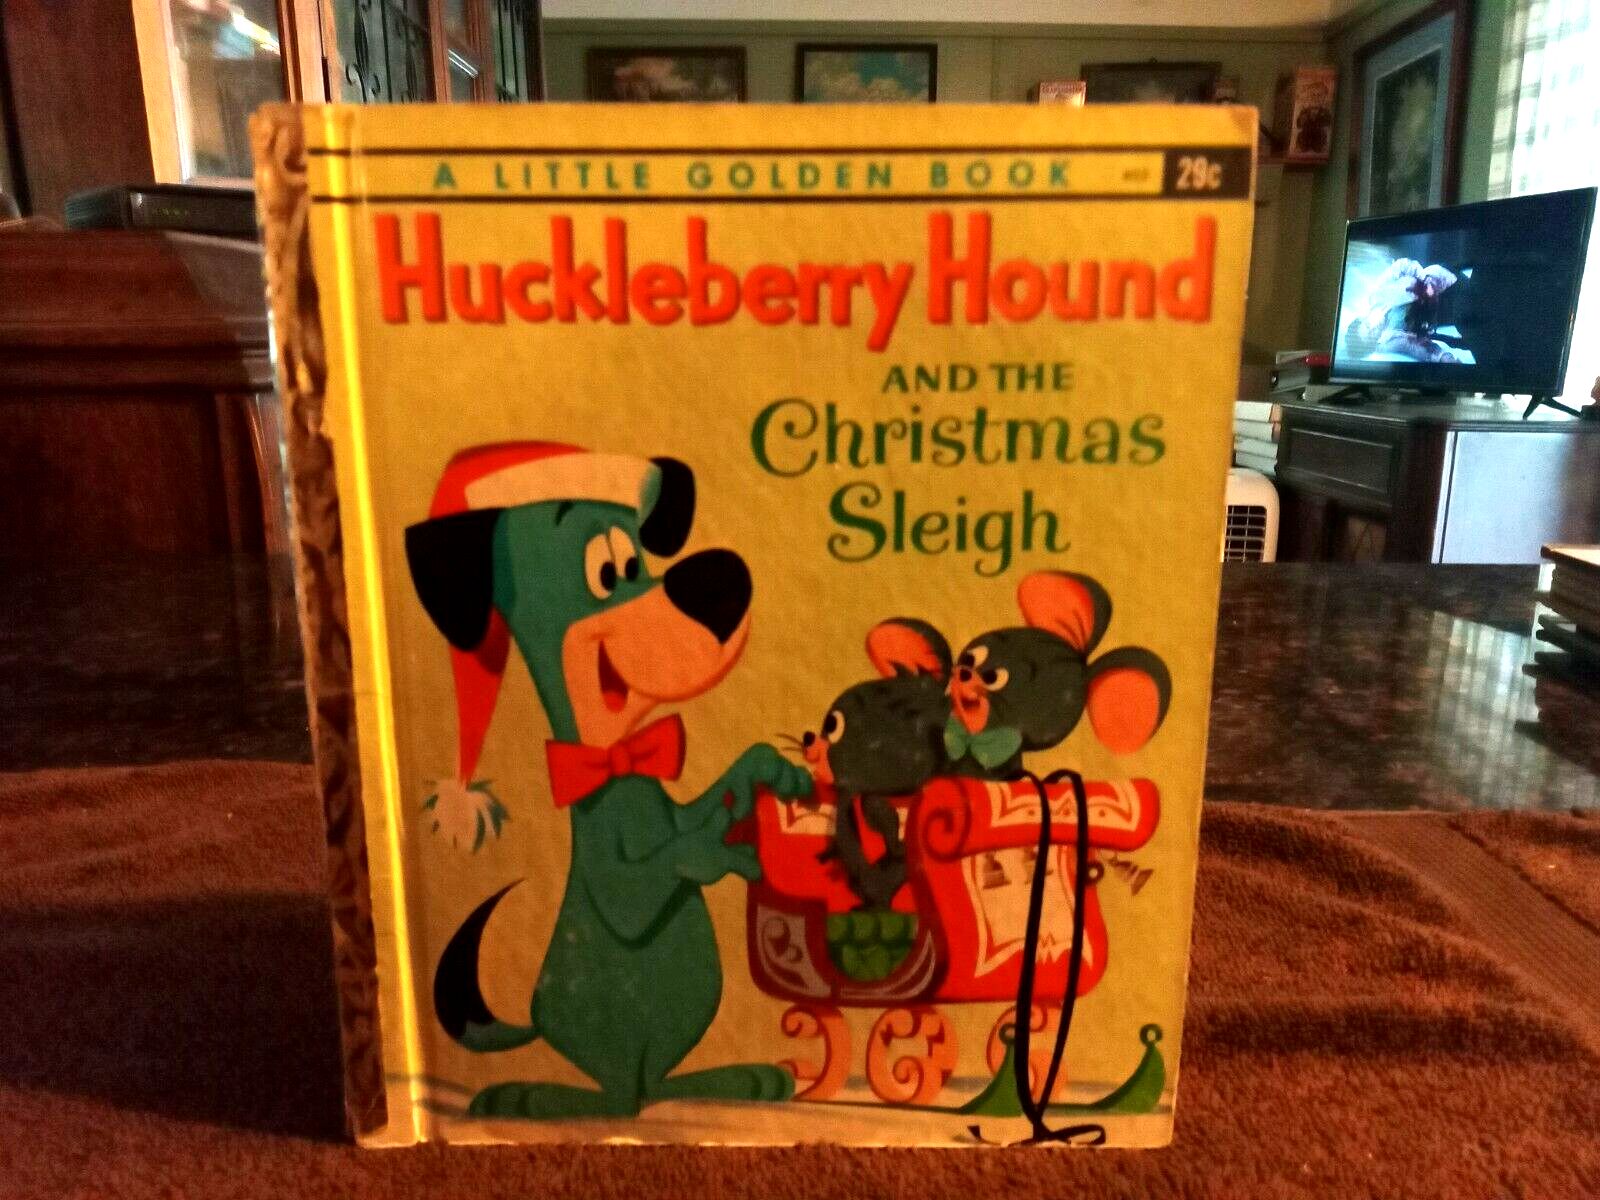 A LITTLE GOLDEN BOOK 29¢
Huckleberry Hound
AND THE
Christmas
Sleigh